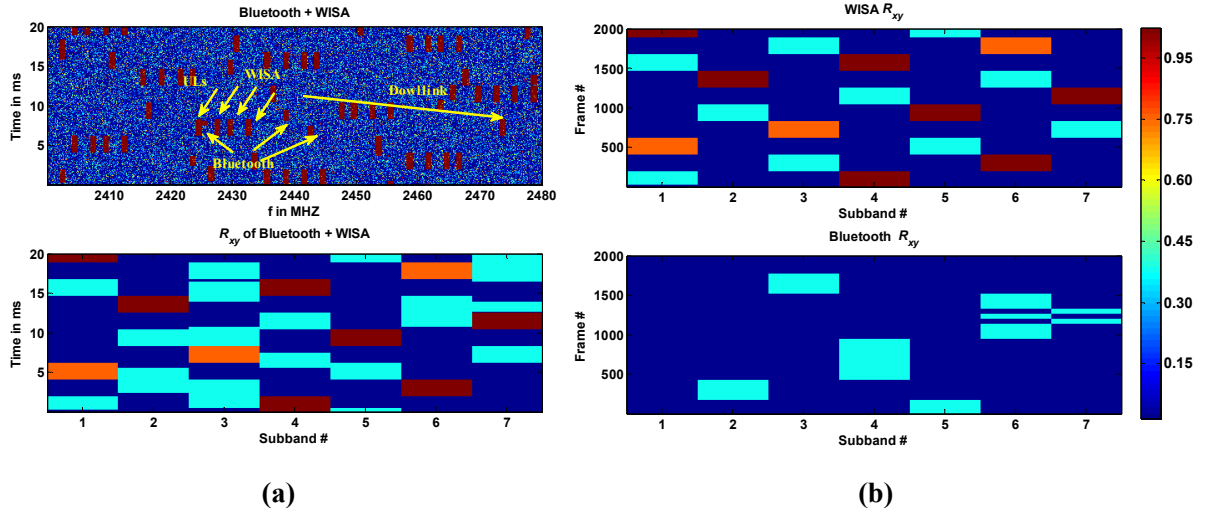 Bluetooth + WISA
20
15
10
5
Time in ms
ULs
WISA
Dowllink
Bluetooth
2410 2420 2430 2440 2450 2460 2470 2480
f in MHZ
R_xy of Bluetooth + WISA
20
15
10
5
Time in ms
1 2 3 4 5 6 7
Subband #
(a)
WISA R_xy
2000
1500
1000
500
Frame #
1 2 3 4 5 6 7
Subband #
Bluetooth R_xy
2000
1500
1000
500
Frame #
1 2 3 4 5 6 7
Subband #
(b)
0.95
0.75
0.60
0.45
0.30
0.15